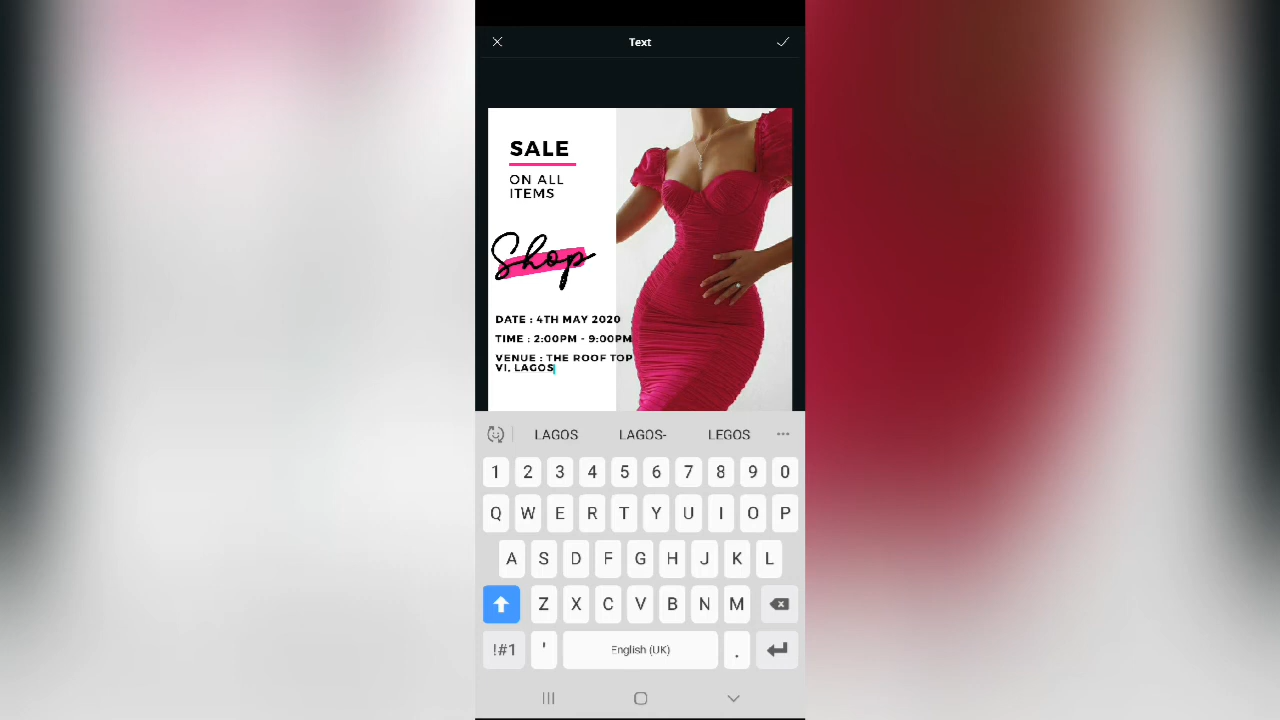 Text
SALE
ON ALL
ITEMS
Shop
DATE : 4TH MAY 2020
TIME : 2:00PM - 9:00PM
VENUE : THE ROOF TOP
VI, LAGOS
LAGOS LAGOS- LEGOS
1 2 3 4 5 6 7 8 9 0
Q W E R T Y U I O P
A S D F G H J K L
Z X C V B N M
!#1 ' English (UK) .